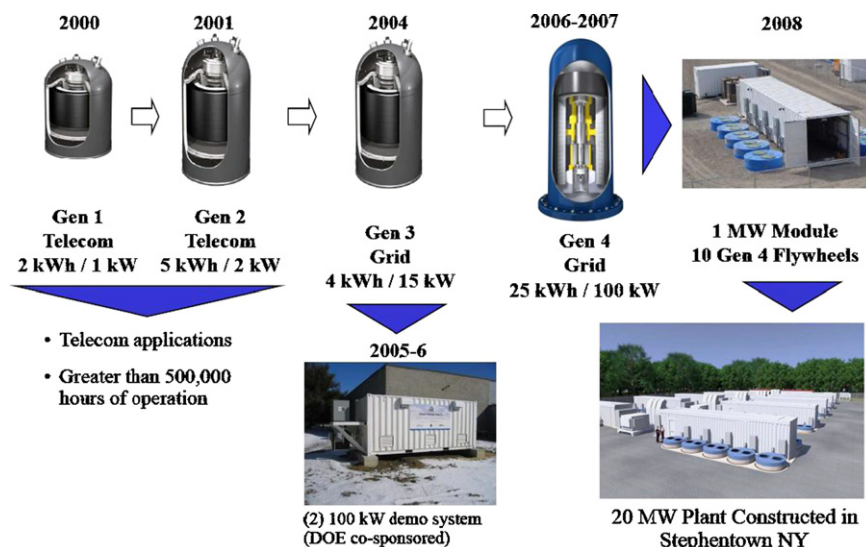 2000
2001
2004
2006-2007
2008
Gen 1
Telecom
2 kWh / 1 kW
Gen 2
Telecom
5 kWh / 2 kW
Gen 3
Grid
4 kWh / 15 kW
Gen 4
Grid
25 kWh / 100 kW
1 MW Module
10 Gen 4 Flywheels
• Telecom applications
• Greater than 500,000
hours of operation
2005-6
(2) 100 kW demo system
(DOE co-sponsored)
20 MW Plant Constructed in
Stephentown NY